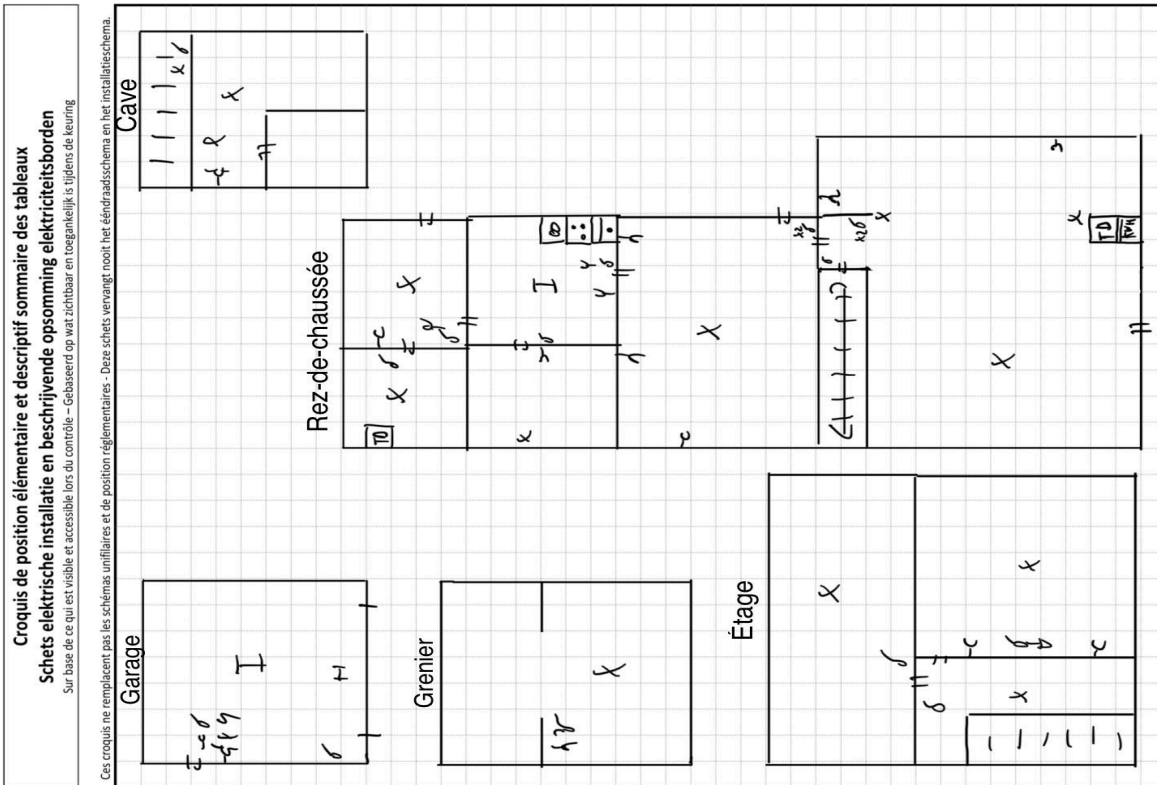 Croquis de position élémentaire et descriptif sommaire des tableaux
Schets elektrische installatie en beschrijvende opsomming elektriciteitsborden
Sur base de ce qui est visible et accessible lors du contrôle – Gebaseerd op wat zichtbaar en toegankelijk is tijdens de keuring
Ces croquis ne remplacent pas les schémas unifilaires et de position réglementaires - Deze schets vervangt nooit het ééndraadsschema en het installatieschema.
Cave
Rez-de-chaussée
TD
TD
Garage
Grenier
Étage